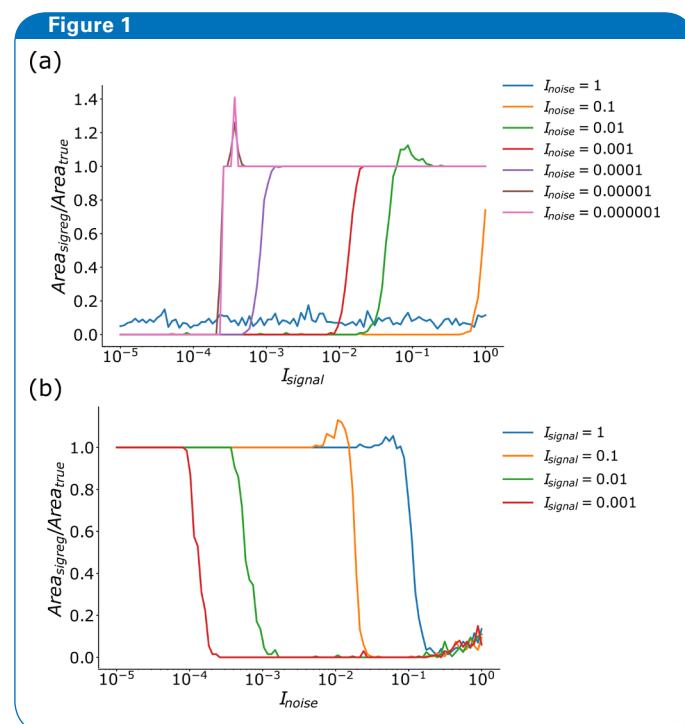 Figure 1
(a)
Area_sigreg/Area_true
1.4
1.2
1.0
0.8
0.6
0.4
0.2
0.0
10^−5
10^−4
10^−3
10^−2
10^−1
10^0
I_signal
I_noise = 1
I_noise = 0.1
I_noise = 0.01
I_noise = 0.001
I_noise = 0.0001
I_noise = 0.00001
I_noise = 0.000001
(b)
Area_sigreg/Area_true
1.0
0.8
0.6
0.4
0.2
0.0
10^−5
10^−4
10^−3
10^−2
10^−1
10^0
I_noise
I_signal = 1
I_signal = 0.1
I_signal = 0.01
I_signal = 0.001